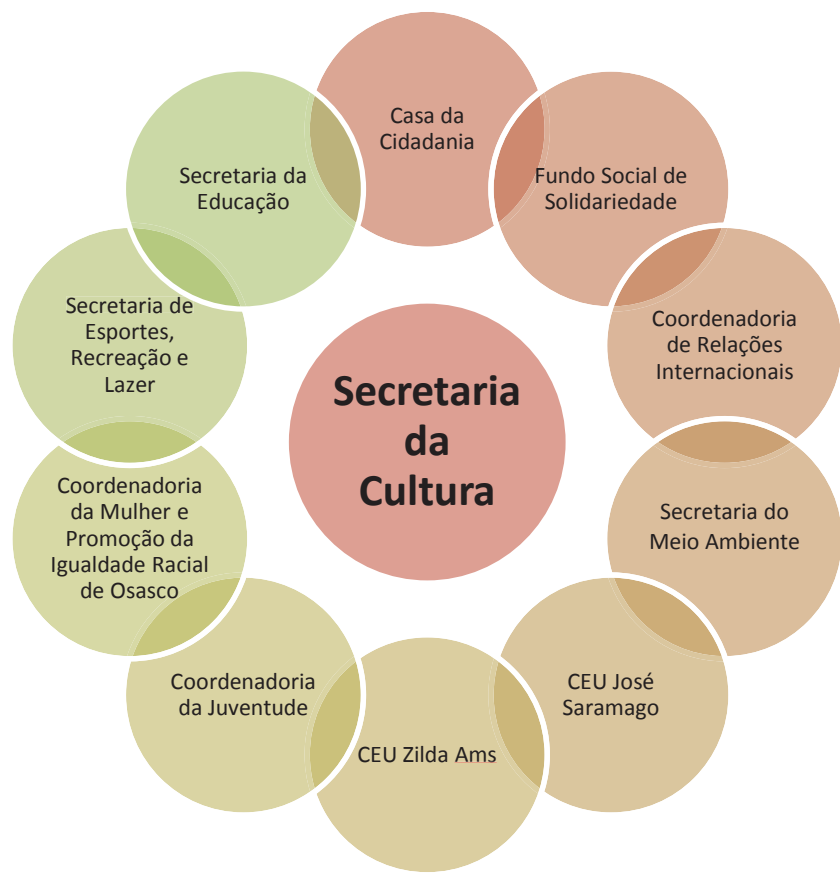 Casa da
Cidadania
Fundo Social de
Solidariedade
Coordenadoria
de Relações
Internacionais
Secretaria do
Meio Ambiente
CEU José
Saramago
CEU Zilda Ams
Coordenadoria
da Juventude
Coordenadoria
da Mulher e
Promoção da
Igualdade Racial
de Osasco
Secretaria de
Esportes,
Recreação e
Lazer
Secretaria da
Educação
Secretaria
da
Cultura